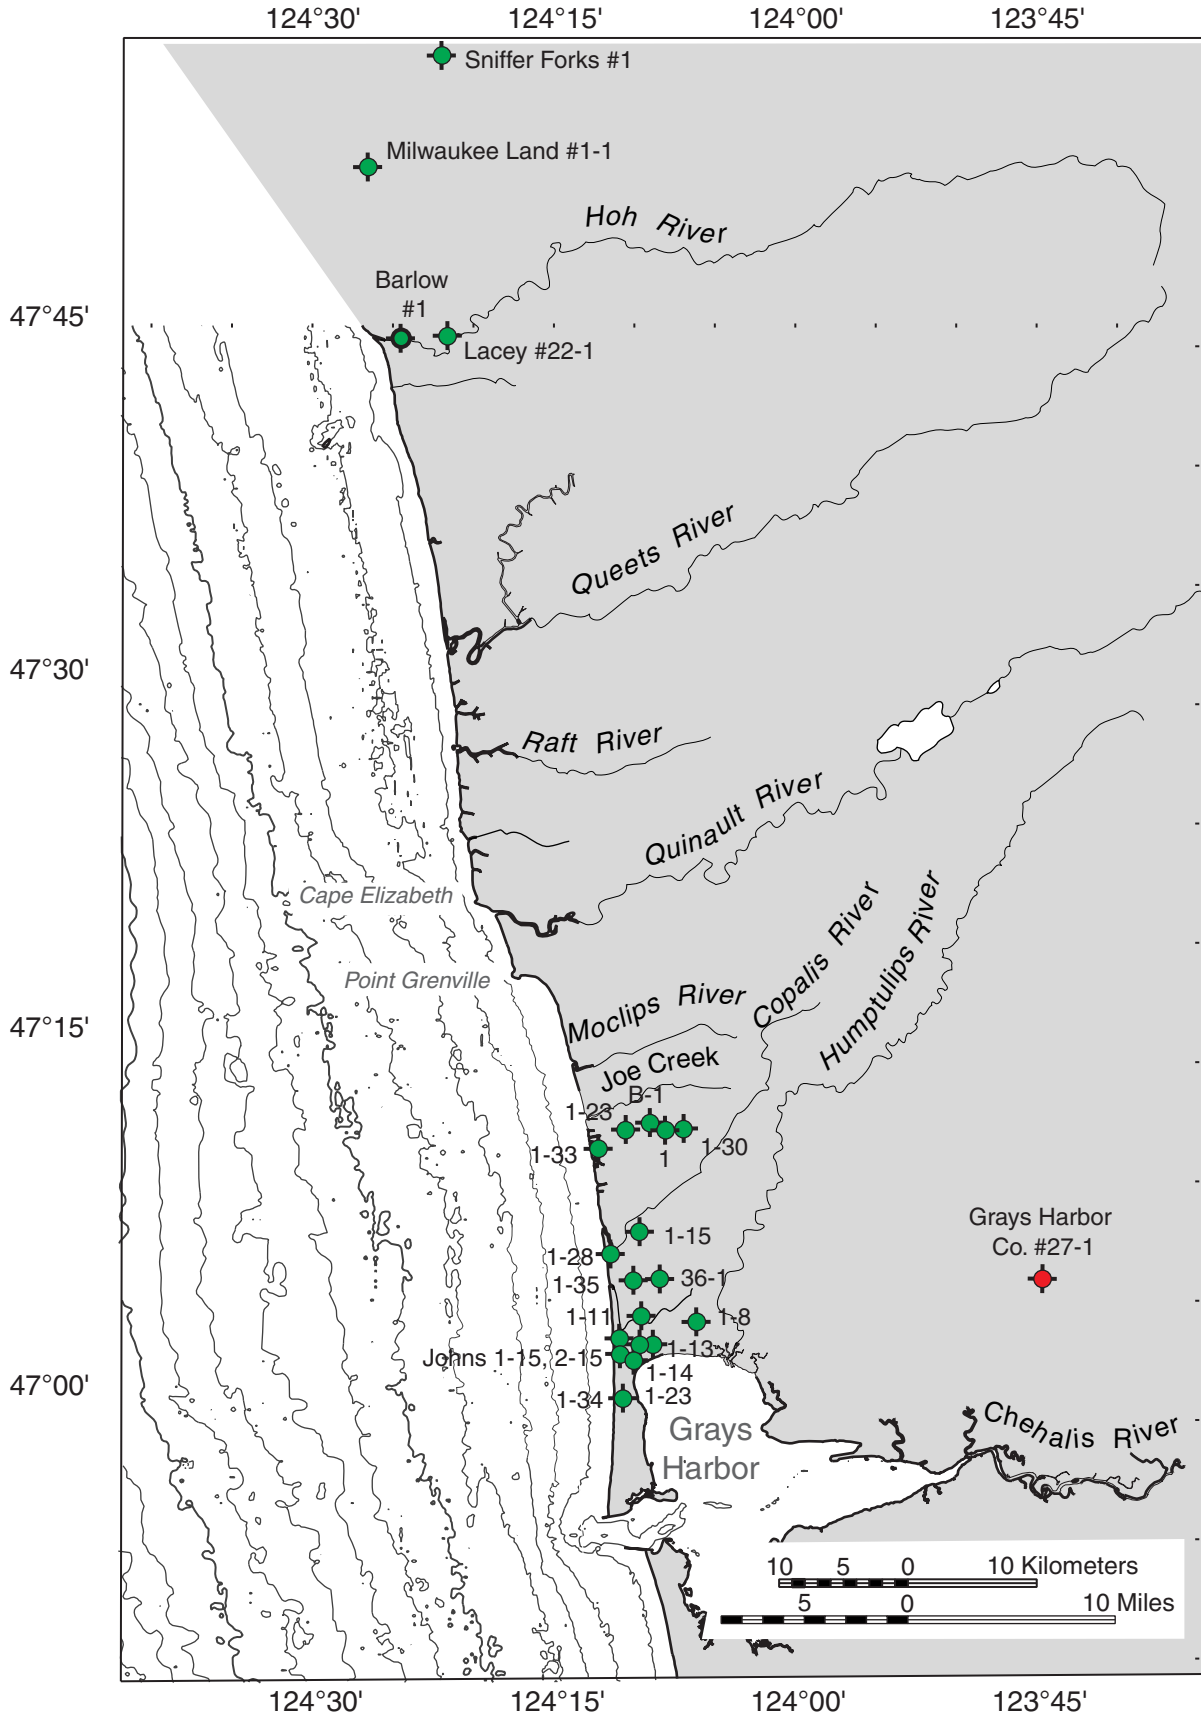 124°30' 124°15' 124°00' 123°45'
Sniffer Forks #1
Milwaukee Land #1-1
Hoh River
Barlow
#1
47°45'
Lacey #22-1
Queets River
47°30'
Raft River
Quinault River
Cape Elizabeth
Copalis River
Humptulips River
Point Grenville
Moclips River
47°15'
Joe Creek
B-1
1-23
1-33
1
1-30
1-15
Grays Harbor
Co. #27-1
1-28
1-35
36-1
1-11
1-8
1-13
Johns 1-15, 2-15
1-14
47°00'
1-34
1-23
Grays
Harbor
Chehalis River
10 5 0 10 Kilometers
5 0 10 Miles
124°30' 124°15' 124°00' 123°45'